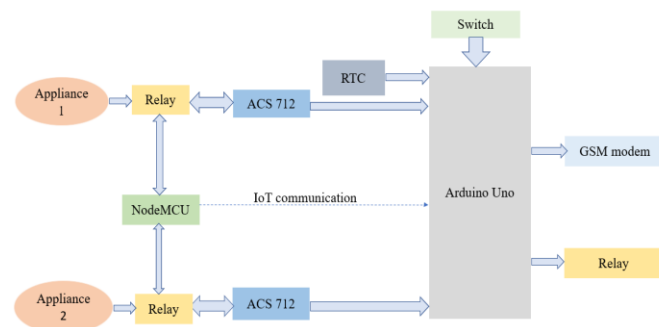 Switch
RTC
Appliance
1
Relay
ACS 712
GSM modem
IoT communication
Arduino Uno
NodeMCU
Relay
Appliance
2
Relay
ACS 712